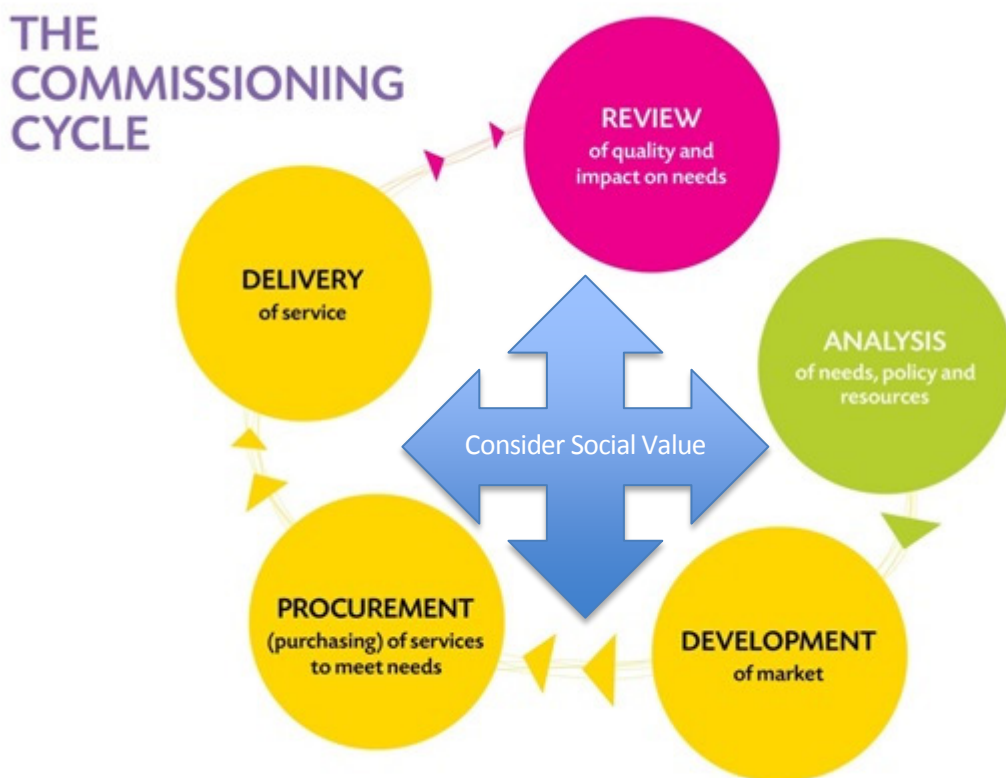 THE
COMMISSIONING
CYCLE
REVIEW
of quality and
impact on needs
ANALYSIS
of needs, policy and
resources
DEVELOPMENT
of market
PROCUREMENT
(purchasing) of services
to meet needs
DELIVERY
of service
Consider Social Value